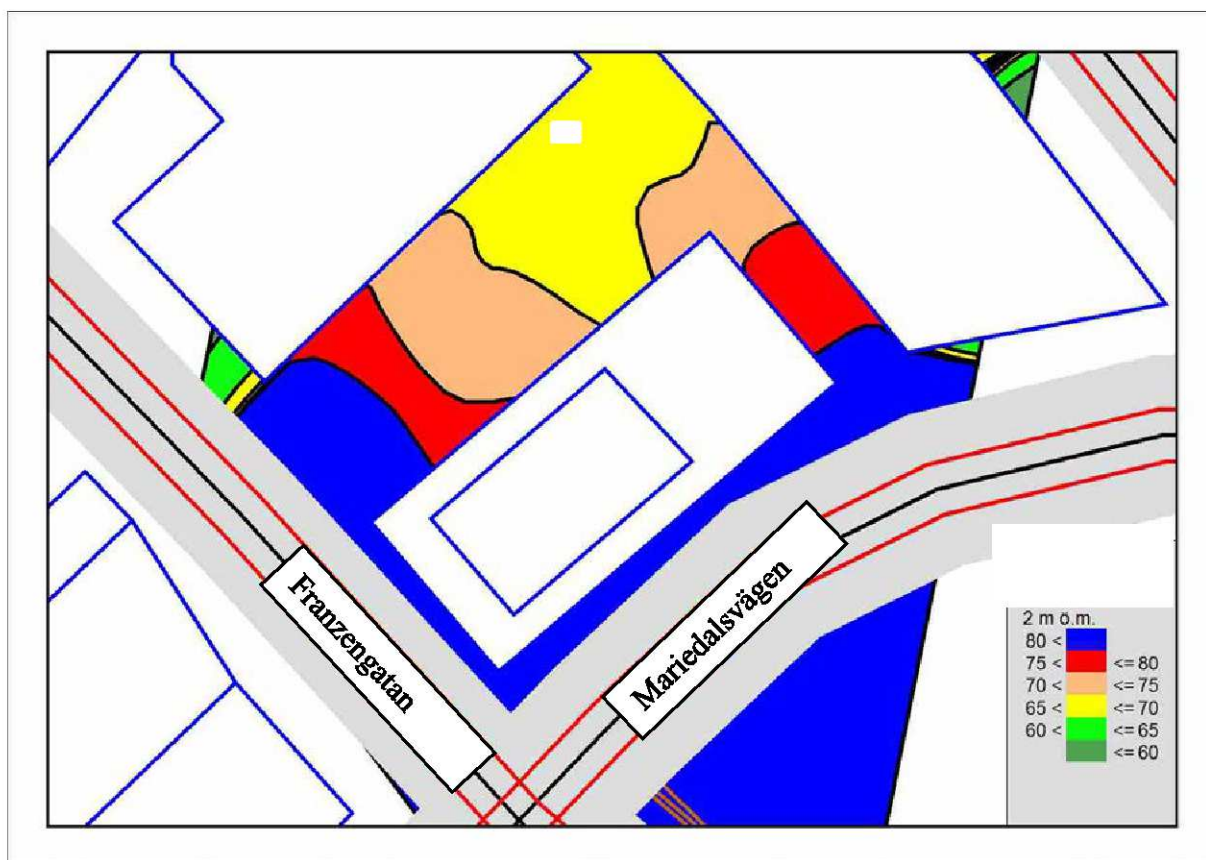 Franzengatan
Mariedalsvägen
2 m ö.m.
80 <
75 < <= 80
70 < <= 75
65 < <= 70
60 < <= 65
<= 60